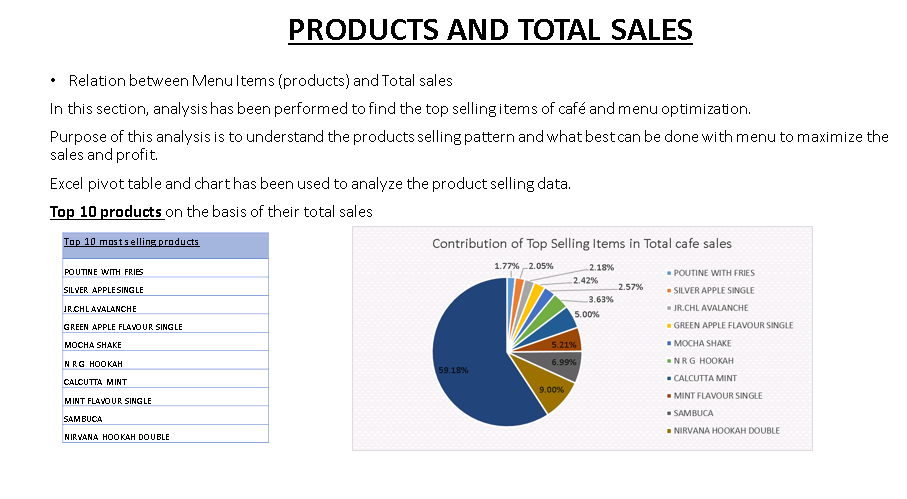 PRODUCTS AND TOTAL SALES
• Relation between Menu Items (products) and Total sales
In this section, analysis has been performed to find the top selling items of café and menu optimization.
Purpose of this analysis is to understand the products selling pattern and what best can be done with menu to maximize the
sales and profit.
Excel pivot table and chart has been used to analyze the product selling data.
Top 10 products on the basis of their total sales
Top 10 most selling products
POUTINE WITH FRIES
SILVER APPLE SINGLE
JR.CHL AVALANCHE
GREEN APPLE FLAVOUR SINGLE
MOCHA SHAKE
N R G HOOKAH
CALCUTTA MINT
MINT FLAVOUR SINGLE
SAMBUCA
NIRVANA HOOKAH DOUBLE
Contribution of Top Selling Items in Total cafe sales
1.77%
2.05%
2.18%
2.42%
2.57%
3.63%
5.00%
5.21%
6.99%
9.00%
59.18%
POUTINE WITH FRIES
SILVER APPLE SINGLE
JR.CHL AVALANCHE
GREEN APPLE FLAVOUR SINGLE
MOCHA SHAKE
N R G HOOKAH
CALCUTTA MINT
MINT FLAVOUR SINGLE
SAMBUCA
NIRVANA HOOKAH DOUBLE